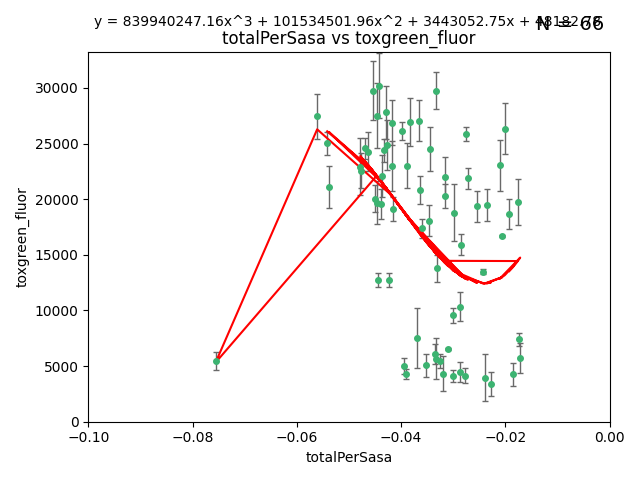 y = 839940247.16x^3 + 101534501.96x^2 + 3443052.75x +
N = 66
totalPerSasa vs toxgreen_fluor
30000
25000
20000
15000
10000
5000
0
toxgreen_fluor
−0.10 −0.08 −0.06 −0.04 −0.02 0.00
totalPerSasa